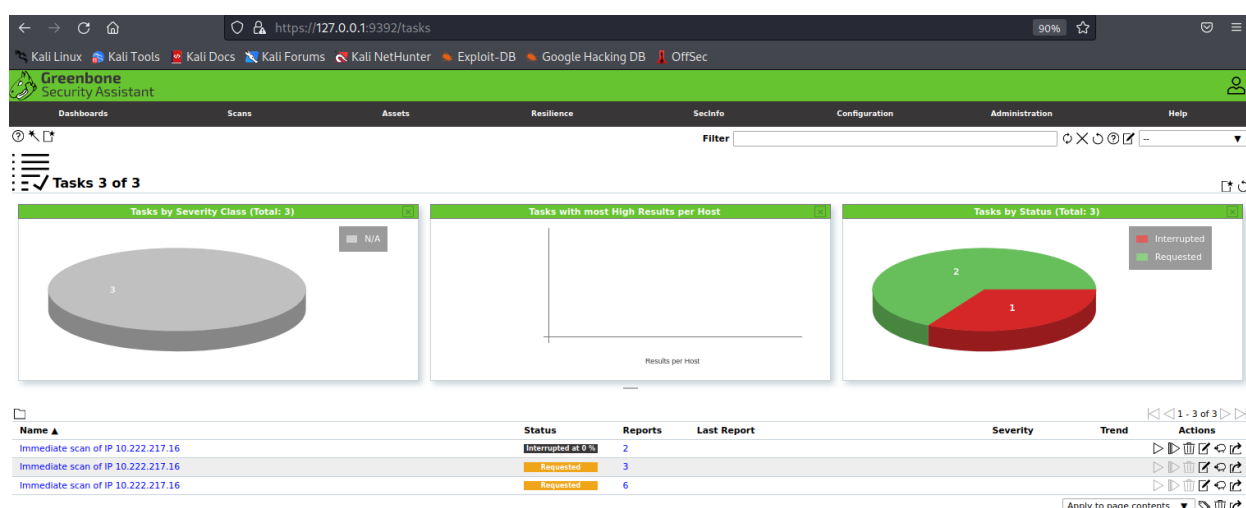 https://127.0.0.1:9392/tasks 90%
Kali Linux Kali Tools Kali Docs Kali Forums Kali NetHunter Exploit-DB Google Hacking DB OffSec
Greenbone
Security Assistant
Dashboards Scans Assets Resilience SecInfo Configuration Administration Help
Filter --
Tasks 3 of 3
Tasks by Severity Class (Total: 3) Tasks with most High Results per Host Tasks by Status (Total: 3)
N/A Interrupted
Requested
3 2
1
Results per Host
1 - 3 of 3
Name ▲ Status Reports Last Report Severity Trend Actions
Immediate scan of IP 10.222.217.16 Interrupted at 0 % 2
Immediate scan of IP 10.222.217.16 Requested 3
Immediate scan of IP 10.222.217.16 Requested 6
Apply to page contents ▼